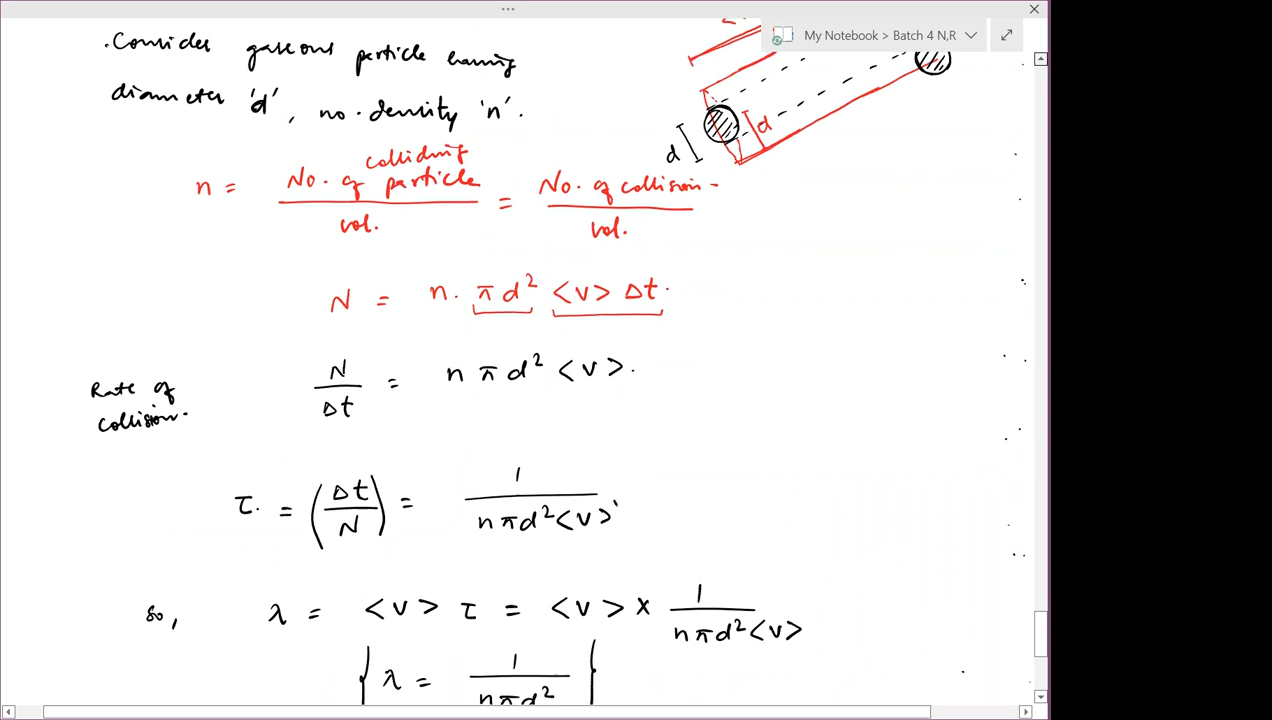 My Notebook > Batch 4 N,R
. Consider gaseous particle having
diameter 'd', no. density 'n'.
d
d
n = No. of colliding particle / vol. = No. of collision / vol.
N = n. πd² <v> Δt.
Rate of collision.
N / Δt = n π d² <v>.
τ. = (Δt / N) = 1 / nπd²<v>
so, λ = <v> τ = <v> × 1 / nπd²<v>
{ λ = 1 / nπd² }